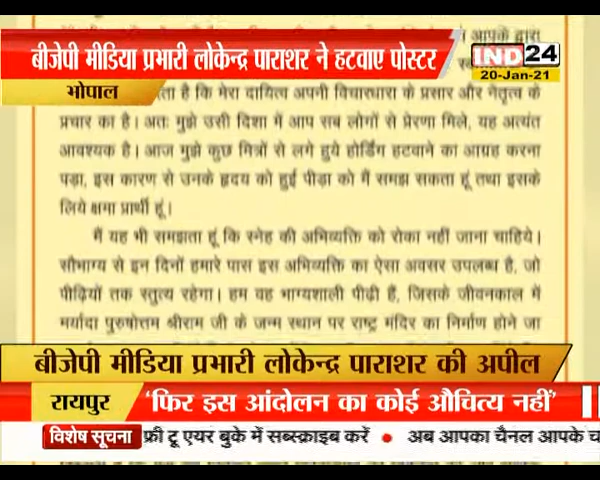 आपके द्वारा
बीजेपी मीडिया प्रभारी लोकेन्द्र पाराशर ने हटवाए पोस्टर
IND24
20-Jan-21
भोपाल
है कि मेरा दायित्व अपनी विचारधारा के प्रसार और नेतृत्व के
प्रचार का है। अतः मुझे उसी दिशा में आप सब लोगों से प्रेरणा मिले, यह अत्यंत
आवश्यक है। आज मुझे कुछ मित्रों से लगे हुये होर्डिंग हटवाने का आग्रह करना
पड़ा, इस कारण से उनके हृदय को हुई पीड़ा को मैं समझ सकता हूं तथा इसके
लिये क्षमा प्रार्थी हूं।
मैं यह भी समझता हूं कि स्नेह की अभिव्यक्ति को रोका नहीं जाना चाहिये।
सौभाग्य से इन दिनों हमारे पास इस अभिव्यक्ति का ऐसा अवसर उपलब्ध है, जो
पीढ़ियों तक स्तुत्य रहेगा। हम वह भाग्यशाली पीढी हैं, जिसके जीवनकाल में
मर्यादा पुरुषोत्तम श्रीराम जी के जन्म स्थान पर राष्ट्र मंदिर का निर्माण होने जा
बीजेपी मीडिया प्रभारी लोकेन्द्र पाराशर की अपील
रायपुर
'फिर इस आंदोलन का कोई औचित्य नहीं'
विशेष सूचना
फ्री टू एयर बुके में सब्स्क्राइब करें • अब आपका चैनल आपके